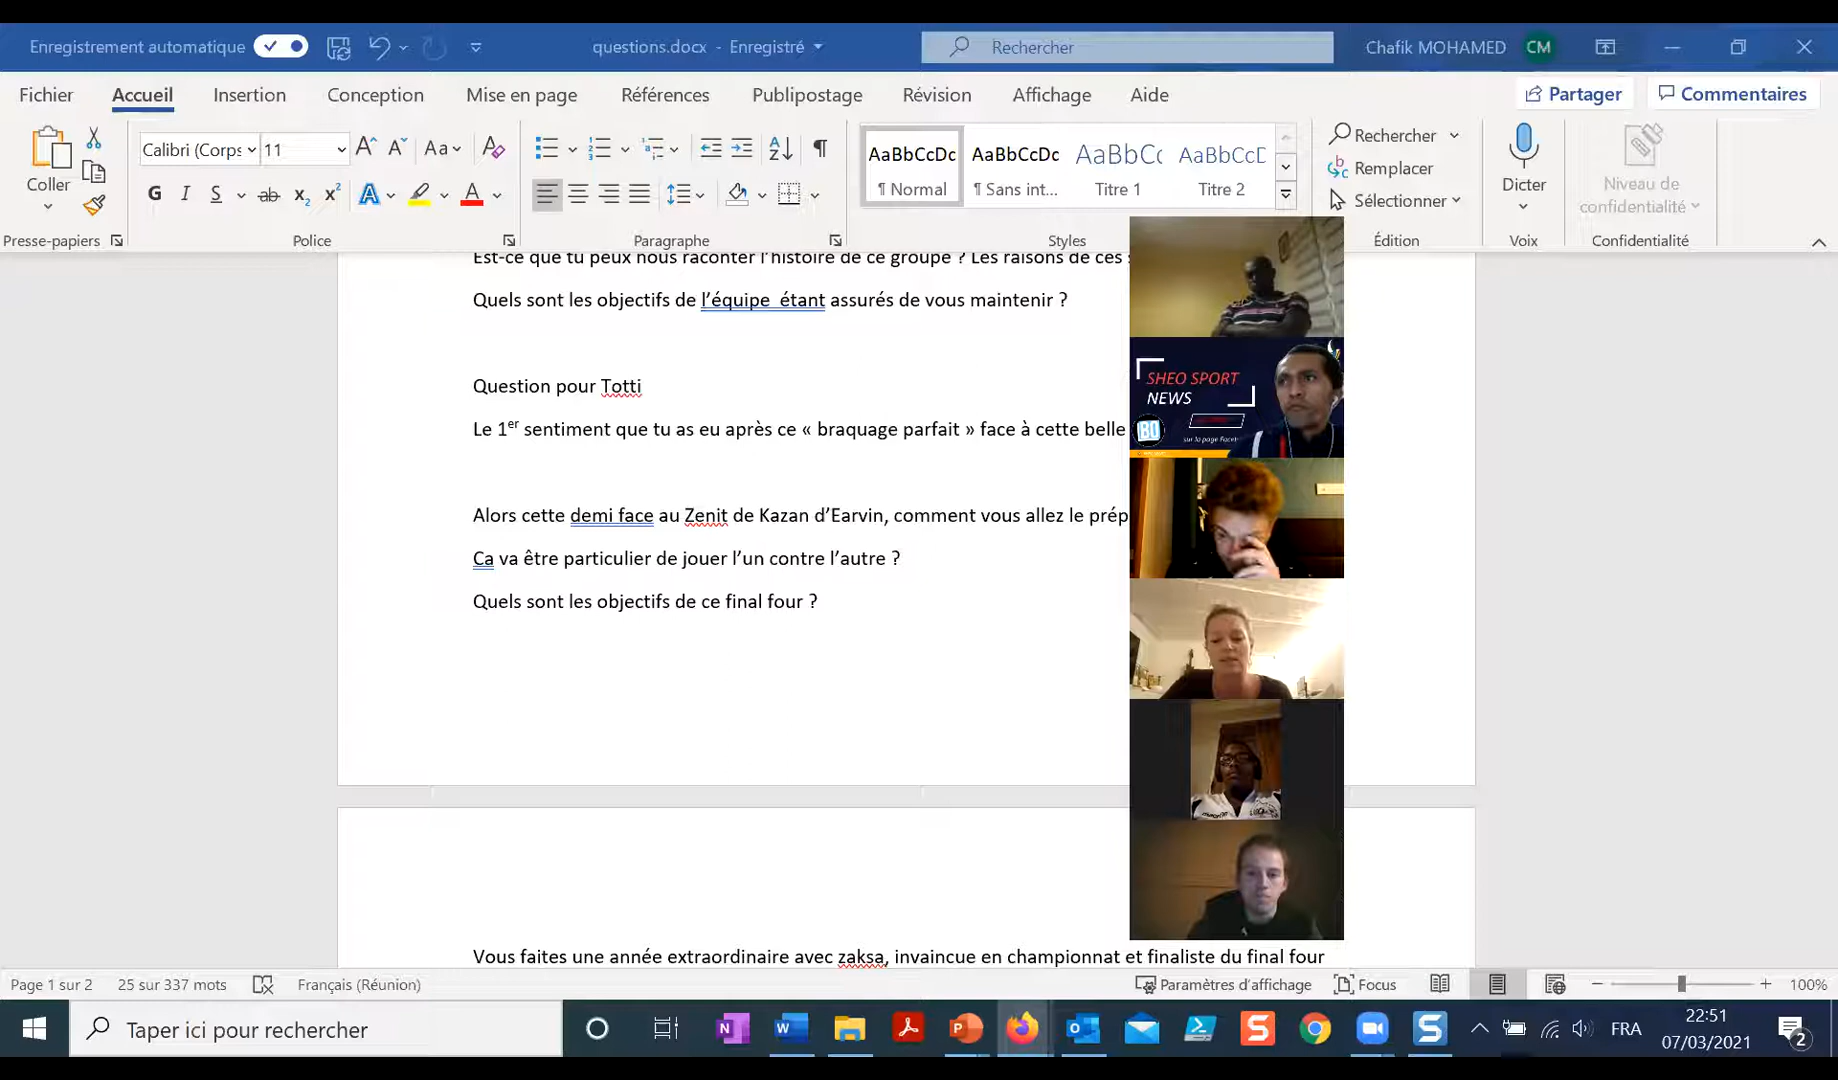 Enregistrement automatique
questions.docx - Enregistré
Rechercher
Chafik MOHAMED CM
Fichier Accueil Insertion Conception Mise en page Références Publipostage Révision Affichage Aide Partager Commentaires
Coller
Calibri (Corps 11
Aa
G I S ab x₂ x² A A
AaBbCcDc AaBbCcDc AaBbCc AaBbCcD
¶ Normal ¶ Sans int... Titre 1 Titre 2
Rechercher
Remplacer
Sélectionner
Dicter
Niveau de
confidentialité
Presse-papiers Police Paragraphe Styles Édition Voix Confidentialité
Est-ce que tu peux nous raconter l'histoire de ce groupe ? Les raisons de ces
Quels sont les objectifs de l'équipe étant assurés de vous maintenir ?
Question pour Totti
Le 1er sentiment que tu as eu après ce « braquage parfait » face à cette belle
Alors cette demi face au Zenit de Kazan d'Earvin, comment vous allez le prép
Ca va être particulier de jouer l'un contre l'autre ?
Quels sont les objectifs de ce final four ?
SHEO SPORT
NEWS
sur la page
Vous faites une année extraordinaire avec zaksa, invaincue en championnat et finaliste du final four
Page 1 sur 2 25 sur 337 mots Français (Réunion) Paramètres d'affichage Focus 100%
Taper ici pour rechercher
FRA
22:51
07/03/2021
2